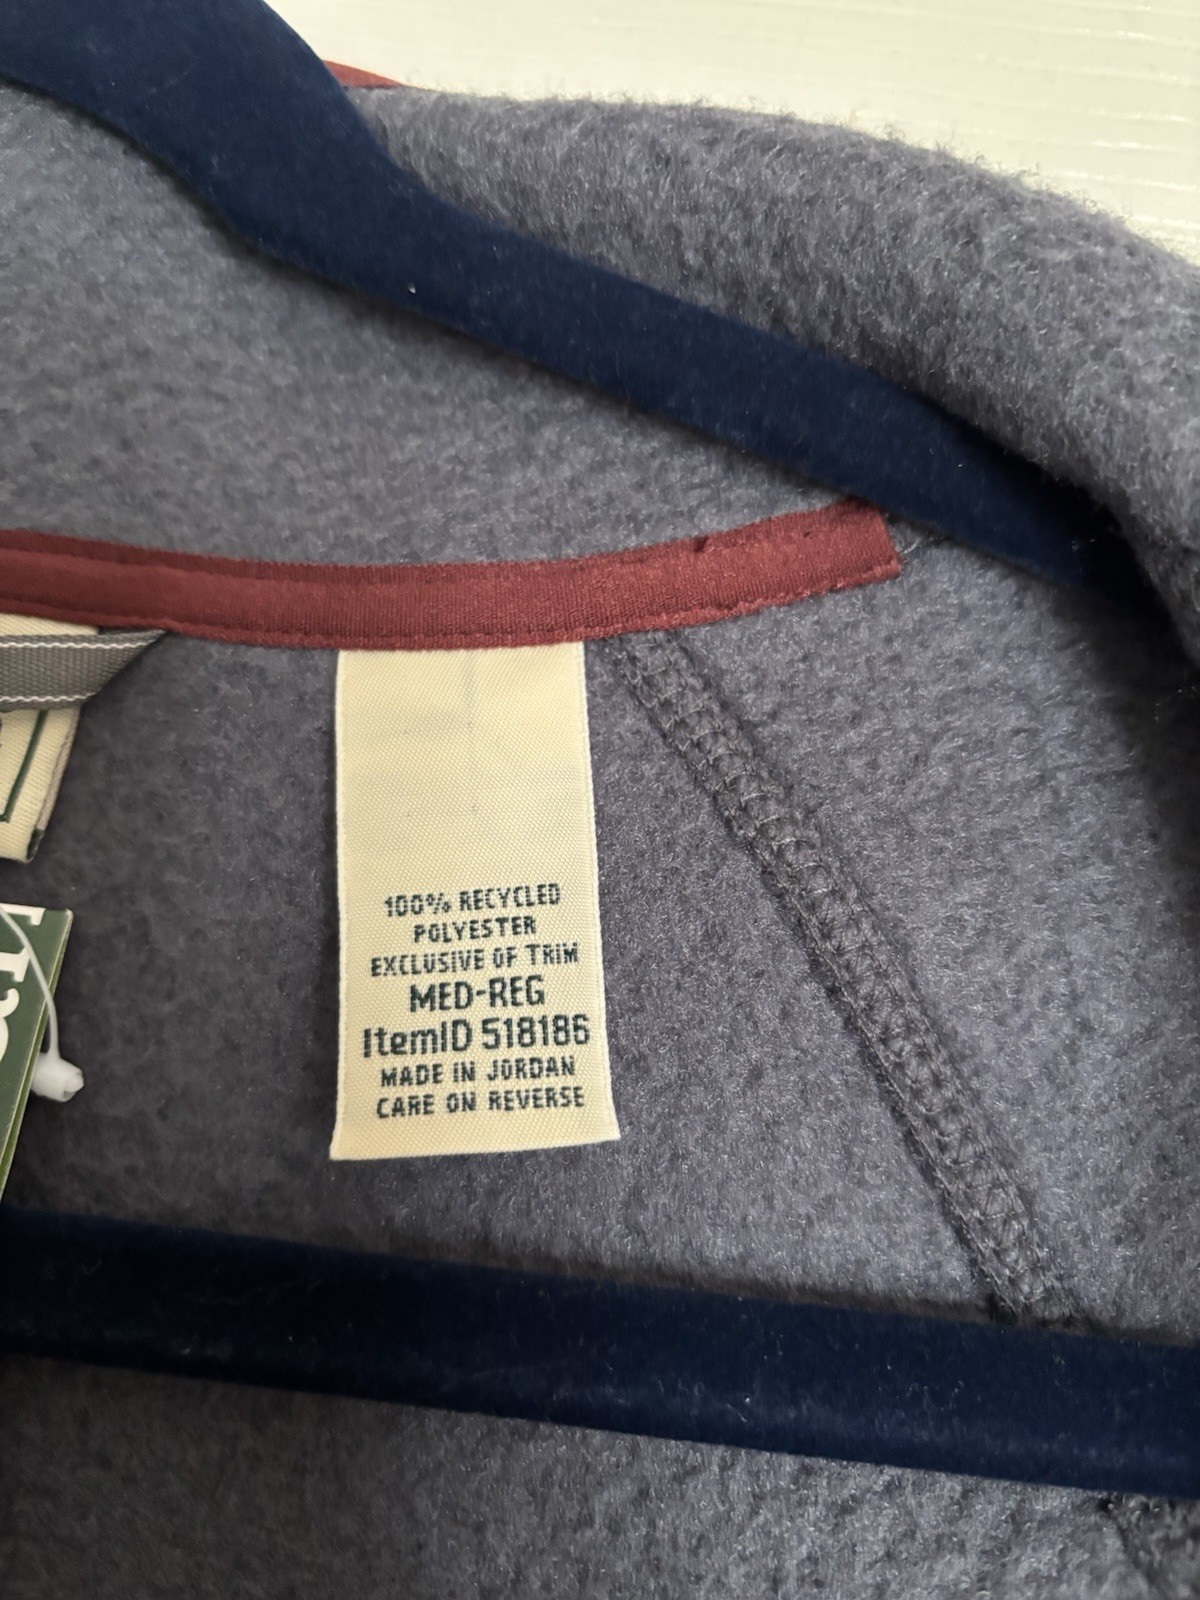 100% RECYCLED
POLYESTER
EXCLUSIVE OF TRIM
MED-REG
ItemID 518186
MADE IN JORDAN
CARE ON REVERSE